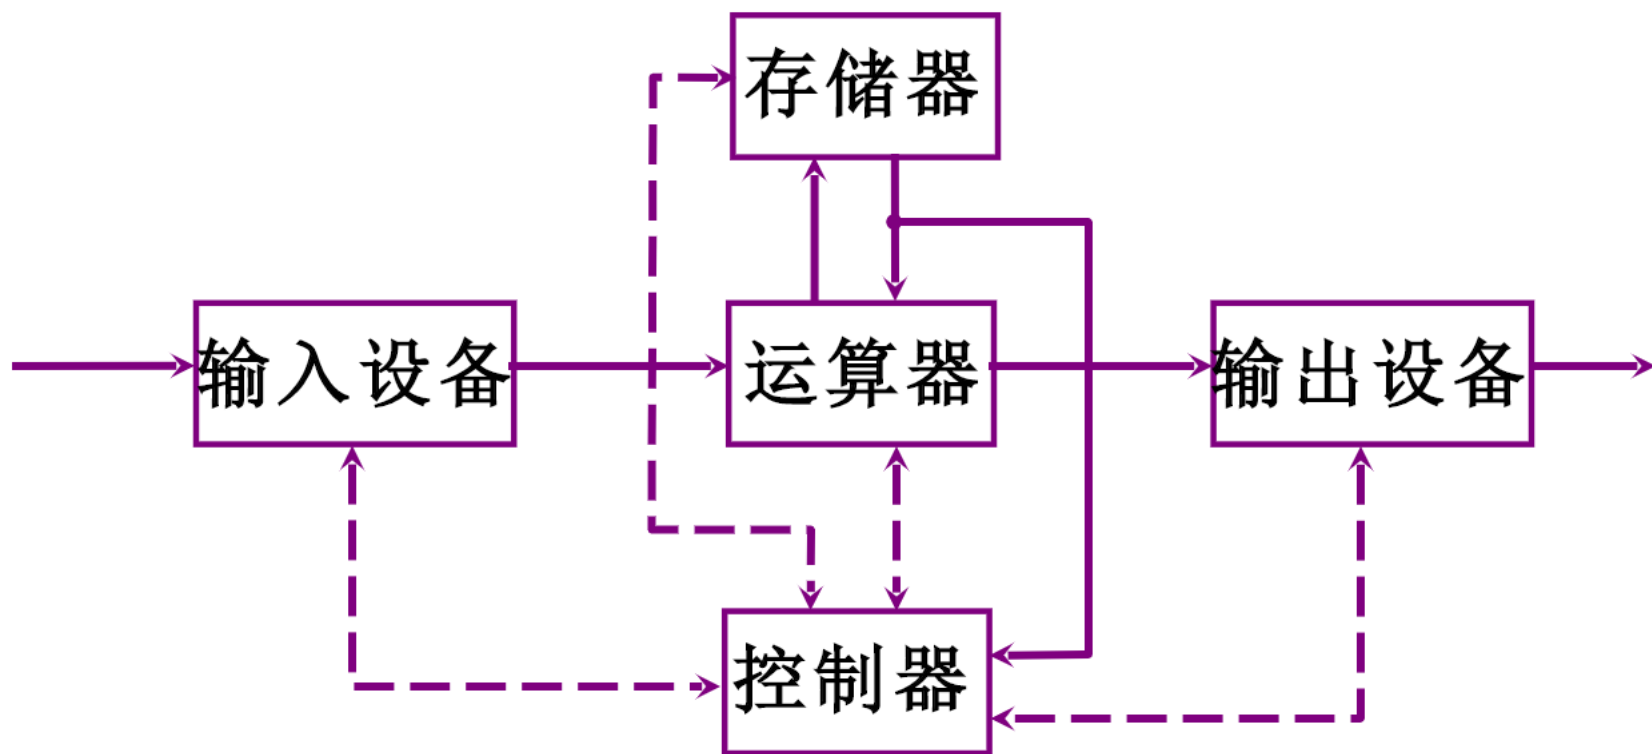 存储器
输入设备
运算器
输出设备
控制器